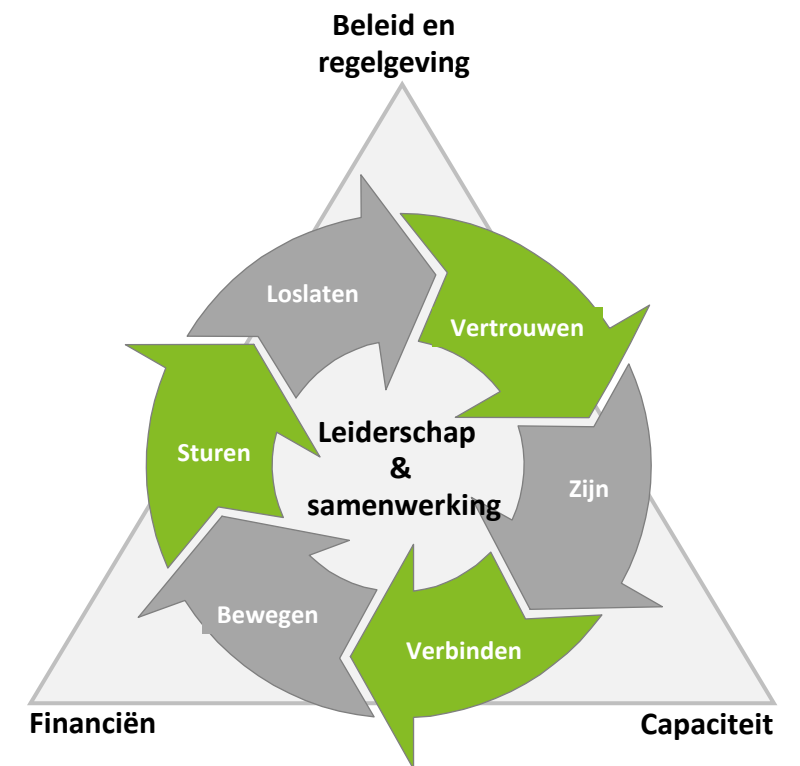 Beleid en
regelgeving
Loslaten
Vertrouwen
Leiderschap
&
samenwerking
Sturen
Zijn
Bewegen
Verbinden
Financiën
Capaciteit